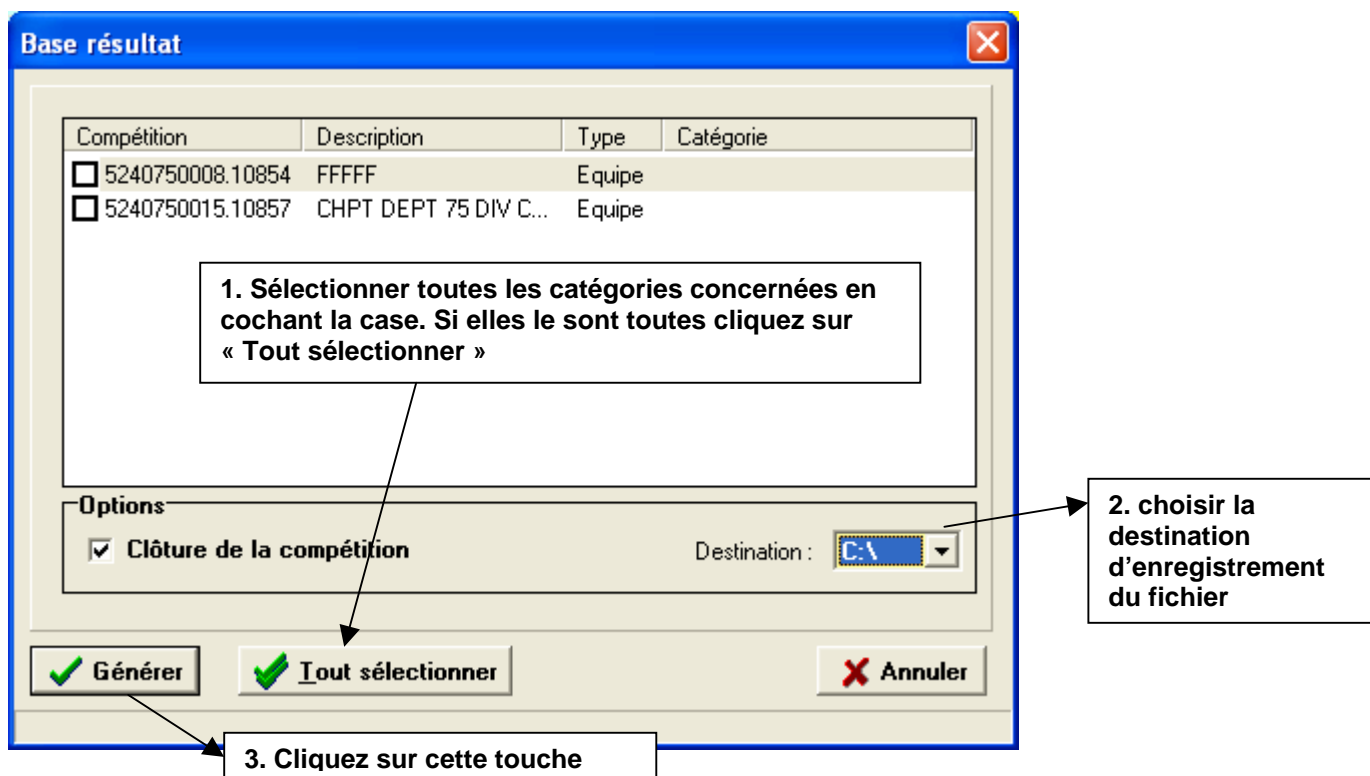 Base résultat
Compétition Description Type Catégorie
5240750008.10854 FFFFF Equipe
5240750015.10857 CHPT DEPT 75 DIV C... Equipe
1. Sélectionner toutes les catégories concernées en
cochant la case. Si elles le sont toutes cliquez sur
« Tout sélectionner »
Options
Clôture de la compétition
Destination : C:\
2. choisir la
destination
d'enregistrement
du fichier
Générer
Tout sélectionner
Annuler
3. Cliquez sur cette touche